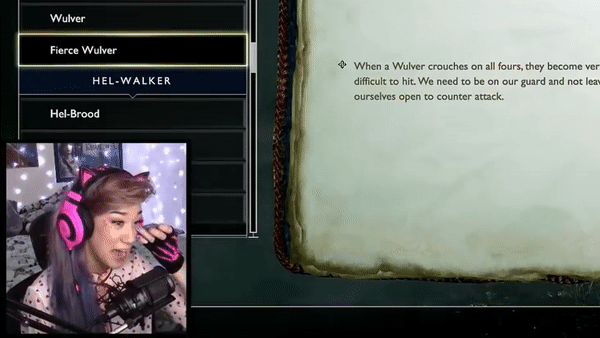 Wulver
Fierce Wulver
HEL-WALKER
Hel-Brood
When a Wulver crouches on all fours, they become ver
difficult to hit. We need to be on our guard and not leav
ourselves open to counter attack.